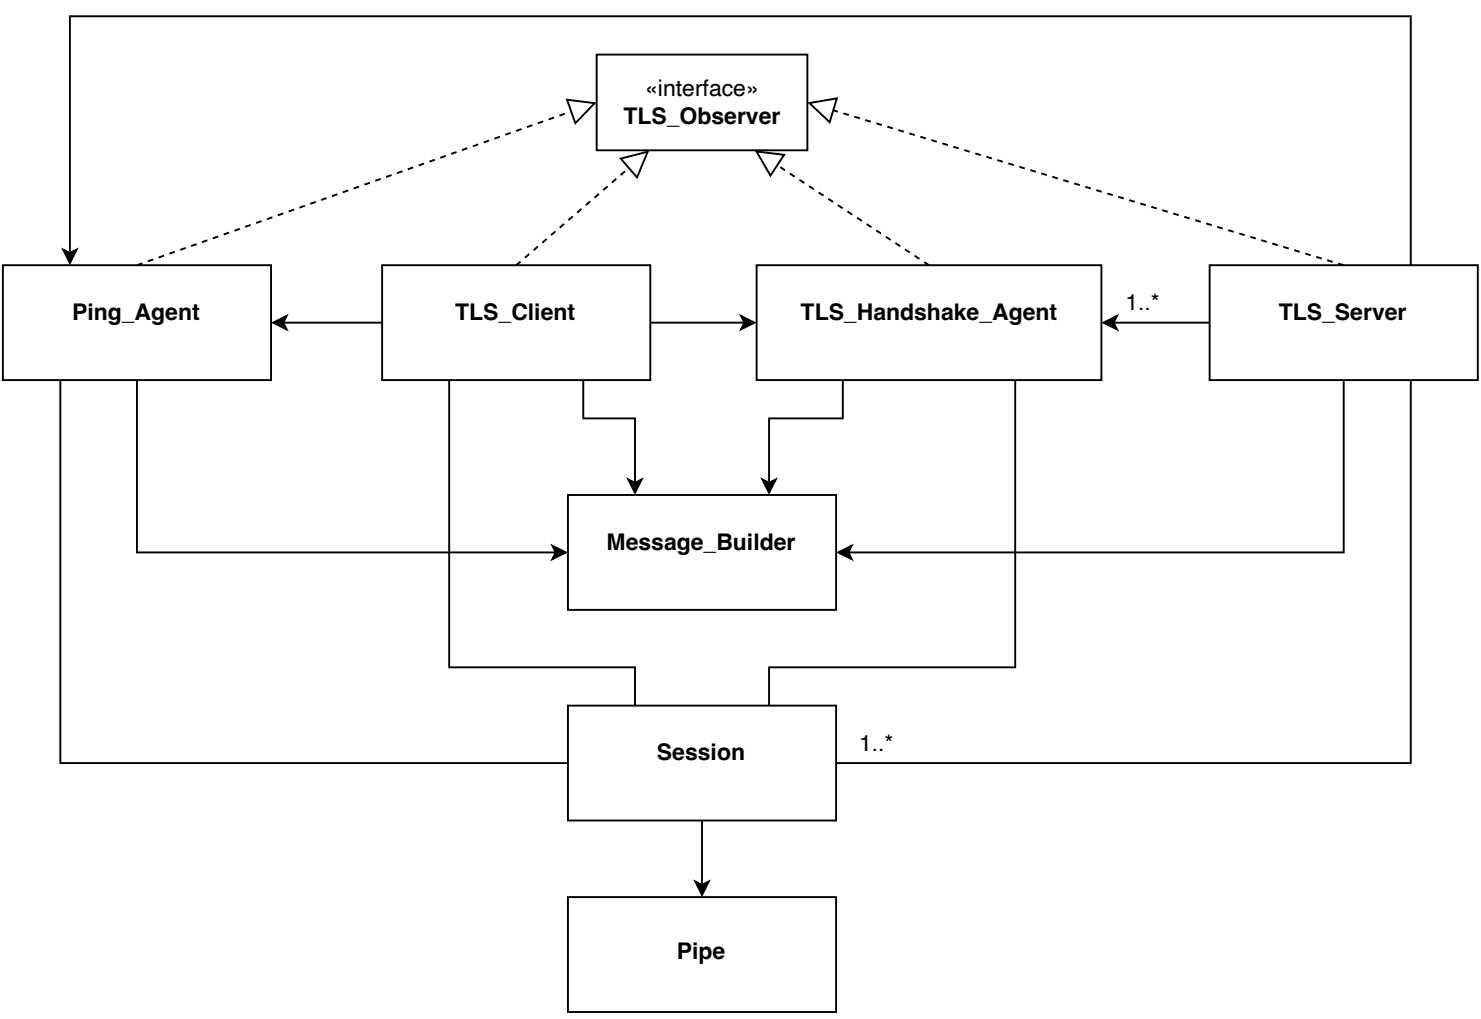 «interface»
TLS_Observer
Ping_Agent
TLS_Client
TLS_Handshake_Agent
1..*
TLS_Server
Message_Builder
Session
1..*
Pipe